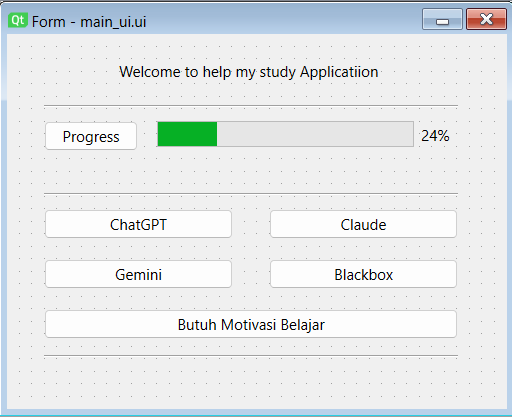 Qt Form - main_ui.ui
Welcome to help my study Applicatiion
Progress 24%
ChatGPT Claude
Gemini Blackbox
Butuh Motivasi Belajar